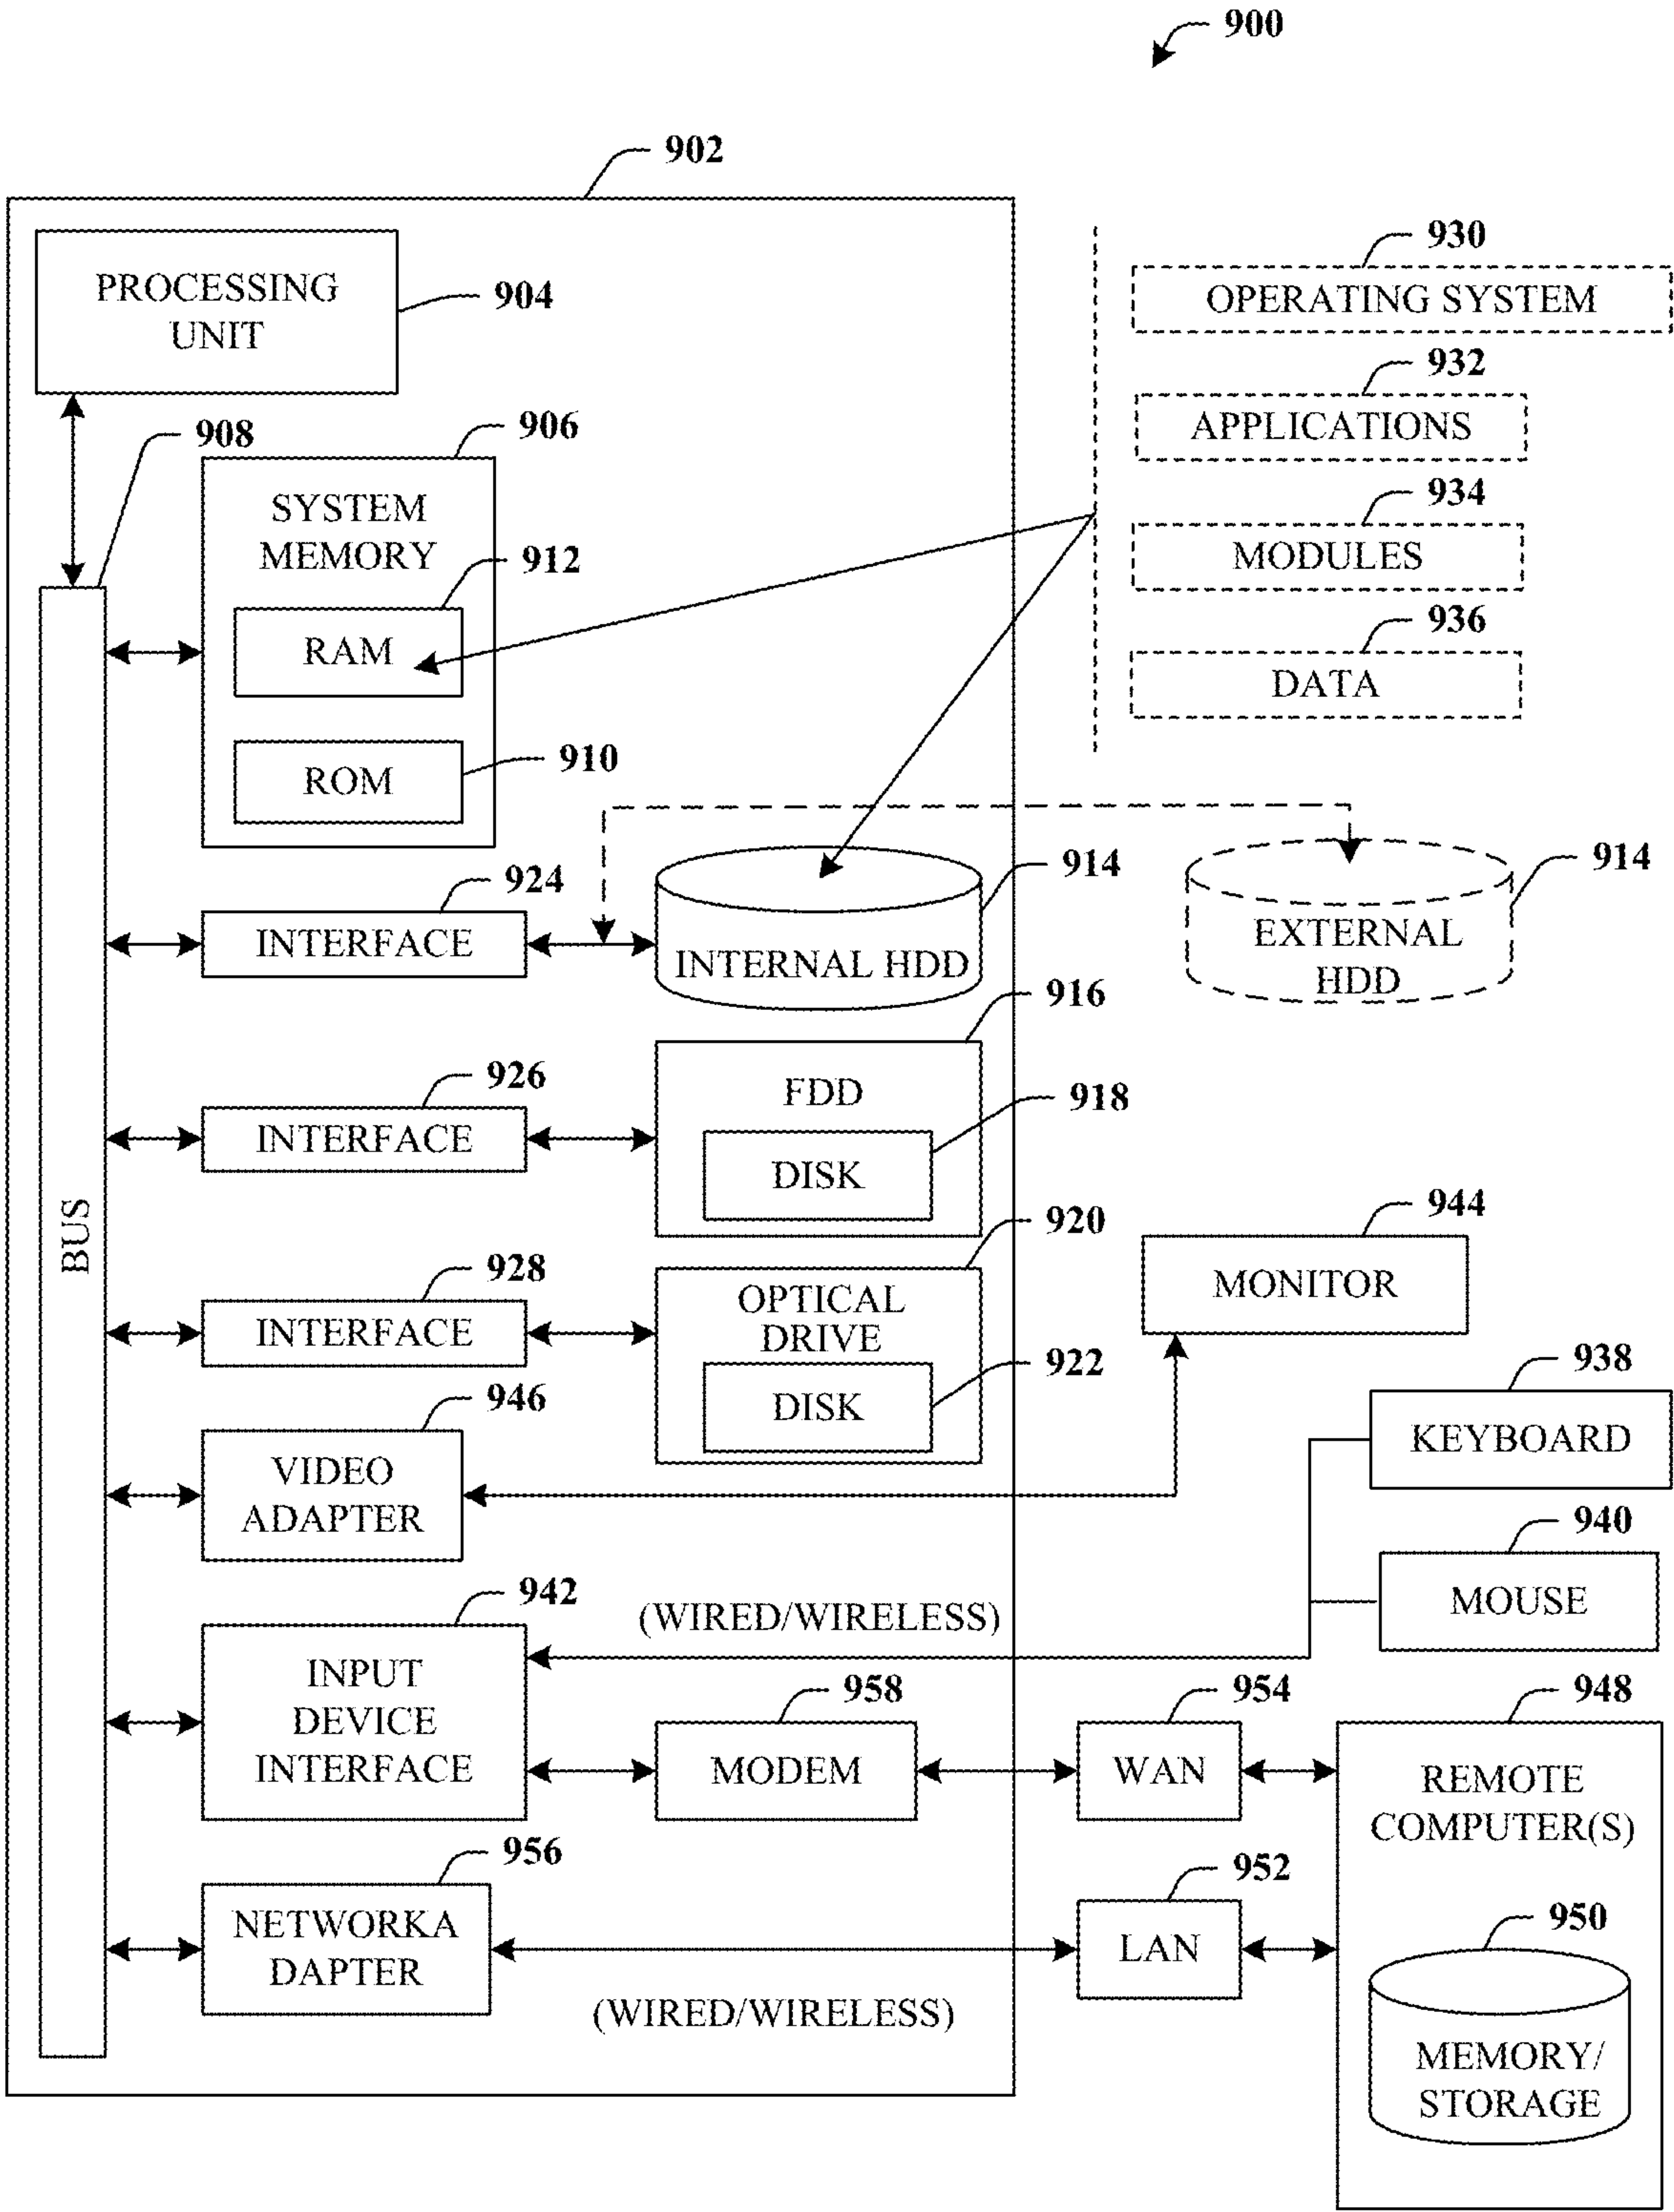 900
902
PROCESSING
UNIT
904
930
OPERATING SYSTEM
932
APPLICATIONS
934
MODULES
936
DATA
908
906
SYSTEM
MEMORY
912
RAM
910
ROM
BUS
924
INTERFACE
914
INTERNAL HDD
914
EXTERNAL
HDD
926
INTERFACE
916
FDD
918
DISK
928
INTERFACE
920
OPTICAL
DRIVE
922
DISK
944
MONITOR
946
VIDEO
ADAPTER
938
KEYBOARD
940
MOUSE
942
INPUT
DEVICE
INTERFACE
(WIRED/WIRELESS)
958
MODEM
954
WAN
948
REMOTE
COMPUTER(S)
956
NETWORKA
DAPTER
(WIRED/WIRELESS)
952
LAN
950
MEMORY/
STORAGE